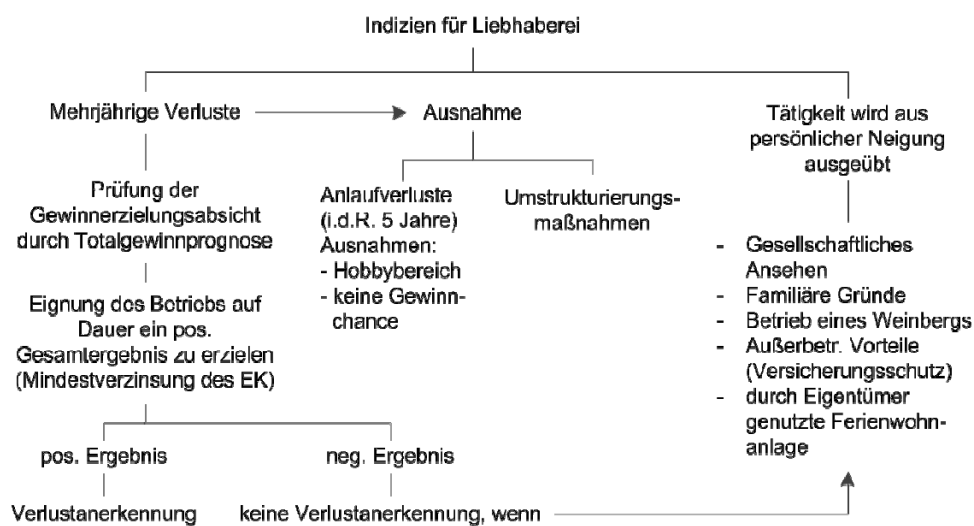 Indizien für Liebhaberei
Mehrjährige Verluste
Ausnahme
Tätigkeit wird aus
persönlicher Neigung
ausgeübt
Prüfung der
Gewinnerzielungsabsicht
durch Totalgewinnprognose
Anlaufverluste
(i.d.R. 5 Jahre)
Ausnahmen:
- Hobbybereich
- keine Gewinn-
chance
Umstrukturierungs-
maßnahmen
- Gesellschaftliches
Ansehen
- Familiäre Gründe
- Betrieb eines Weinbergs
- Außerbetr. Vorteile
(Versicherungsschutz)
- durch Eigentümer
genutzte Ferienwohn-
anlage
Eignung des Betriebs auf
Dauer ein pos.
Gesamtergebnis zu erzielen
(Mindestverzinsung des EK)
pos. Ergebnis
neg. Ergebnis
Verlustanerkennung
keine Verlustanerkennung, wenn